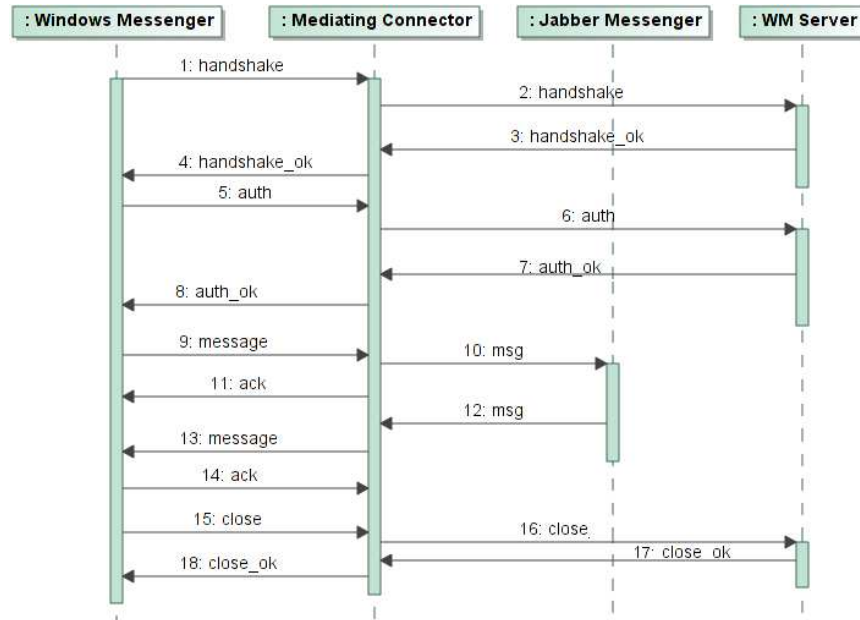 : Windows Messenger
: Mediating Connector
: Jabber Messenger
: WM Server
1: handshake
2: handshake
3: handshake_ok
4: handshake_ok
5: auth
6: auth
7: auth_ok
8: auth_ok
9: message
10: msg
11: ack
12: msg
13: message
14: ack
15: close
16: close
17: close_ok
18: close_ok